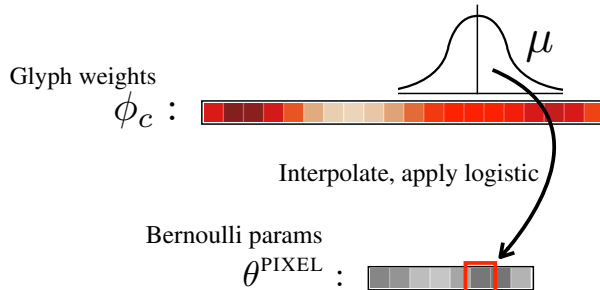 μ
Glyph weights
ϕ_c :
Interpolate, apply logistic
Bernoulli params
θ^PIXEL :